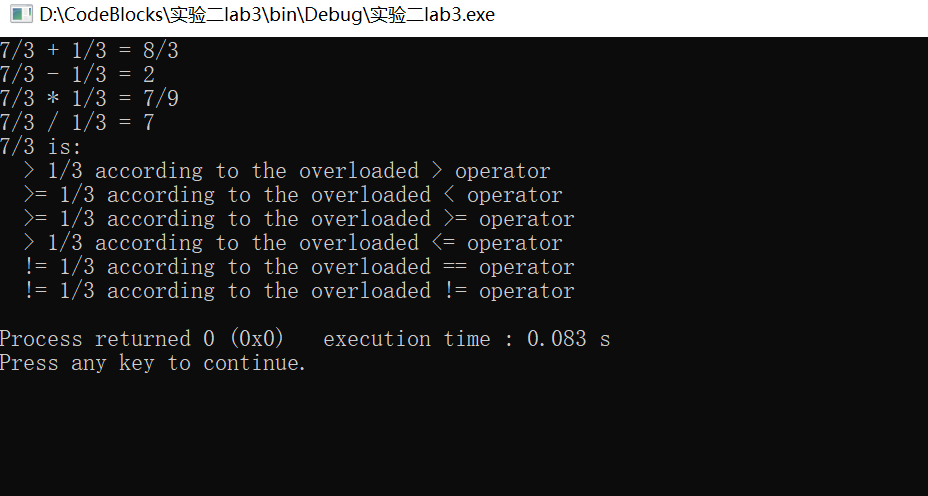 D:\CodeBlocks\实验二lab3\bin\Debug\实验二lab3.exe
7/3 + 1/3 = 8/3
7/3 - 1/3 = 2
7/3 * 1/3 = 7/9
7/3 / 1/3 = 7
7/3 is:
  > 1/3 according to the overloaded > operator
  >= 1/3 according to the overloaded < operator
  >= 1/3 according to the overloaded >= operator
  > 1/3 according to the overloaded <= operator
  != 1/3 according to the overloaded == operator
  != 1/3 according to the overloaded != operator
Process returned 0 (0x0)   execution time : 0.083 s
Press any key to continue.